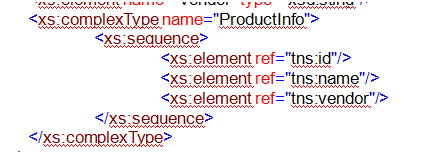 <xs:complexType name="ProductInfo">
<xs:sequence>
<xs:element ref="tns:id"/>
<xs:element ref="tns:name"/>
<xs:element ref="tns:vendor"/>
</xs:sequence>
</xs:complexType>